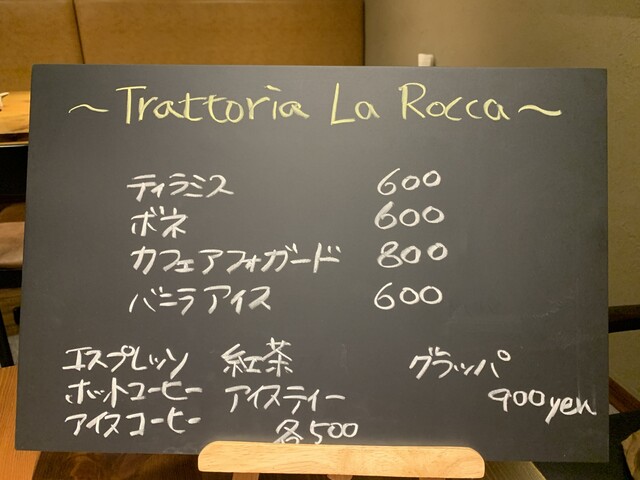 ～Trattoria La Rocca～
ティラミス 600
ボネ 600
カフェアフォガード 800
バニラアイス 600
エスプレッソ 紅茶 グラッパ
ホットコーヒー アイスティー 900yen
アイスコーヒー 各500